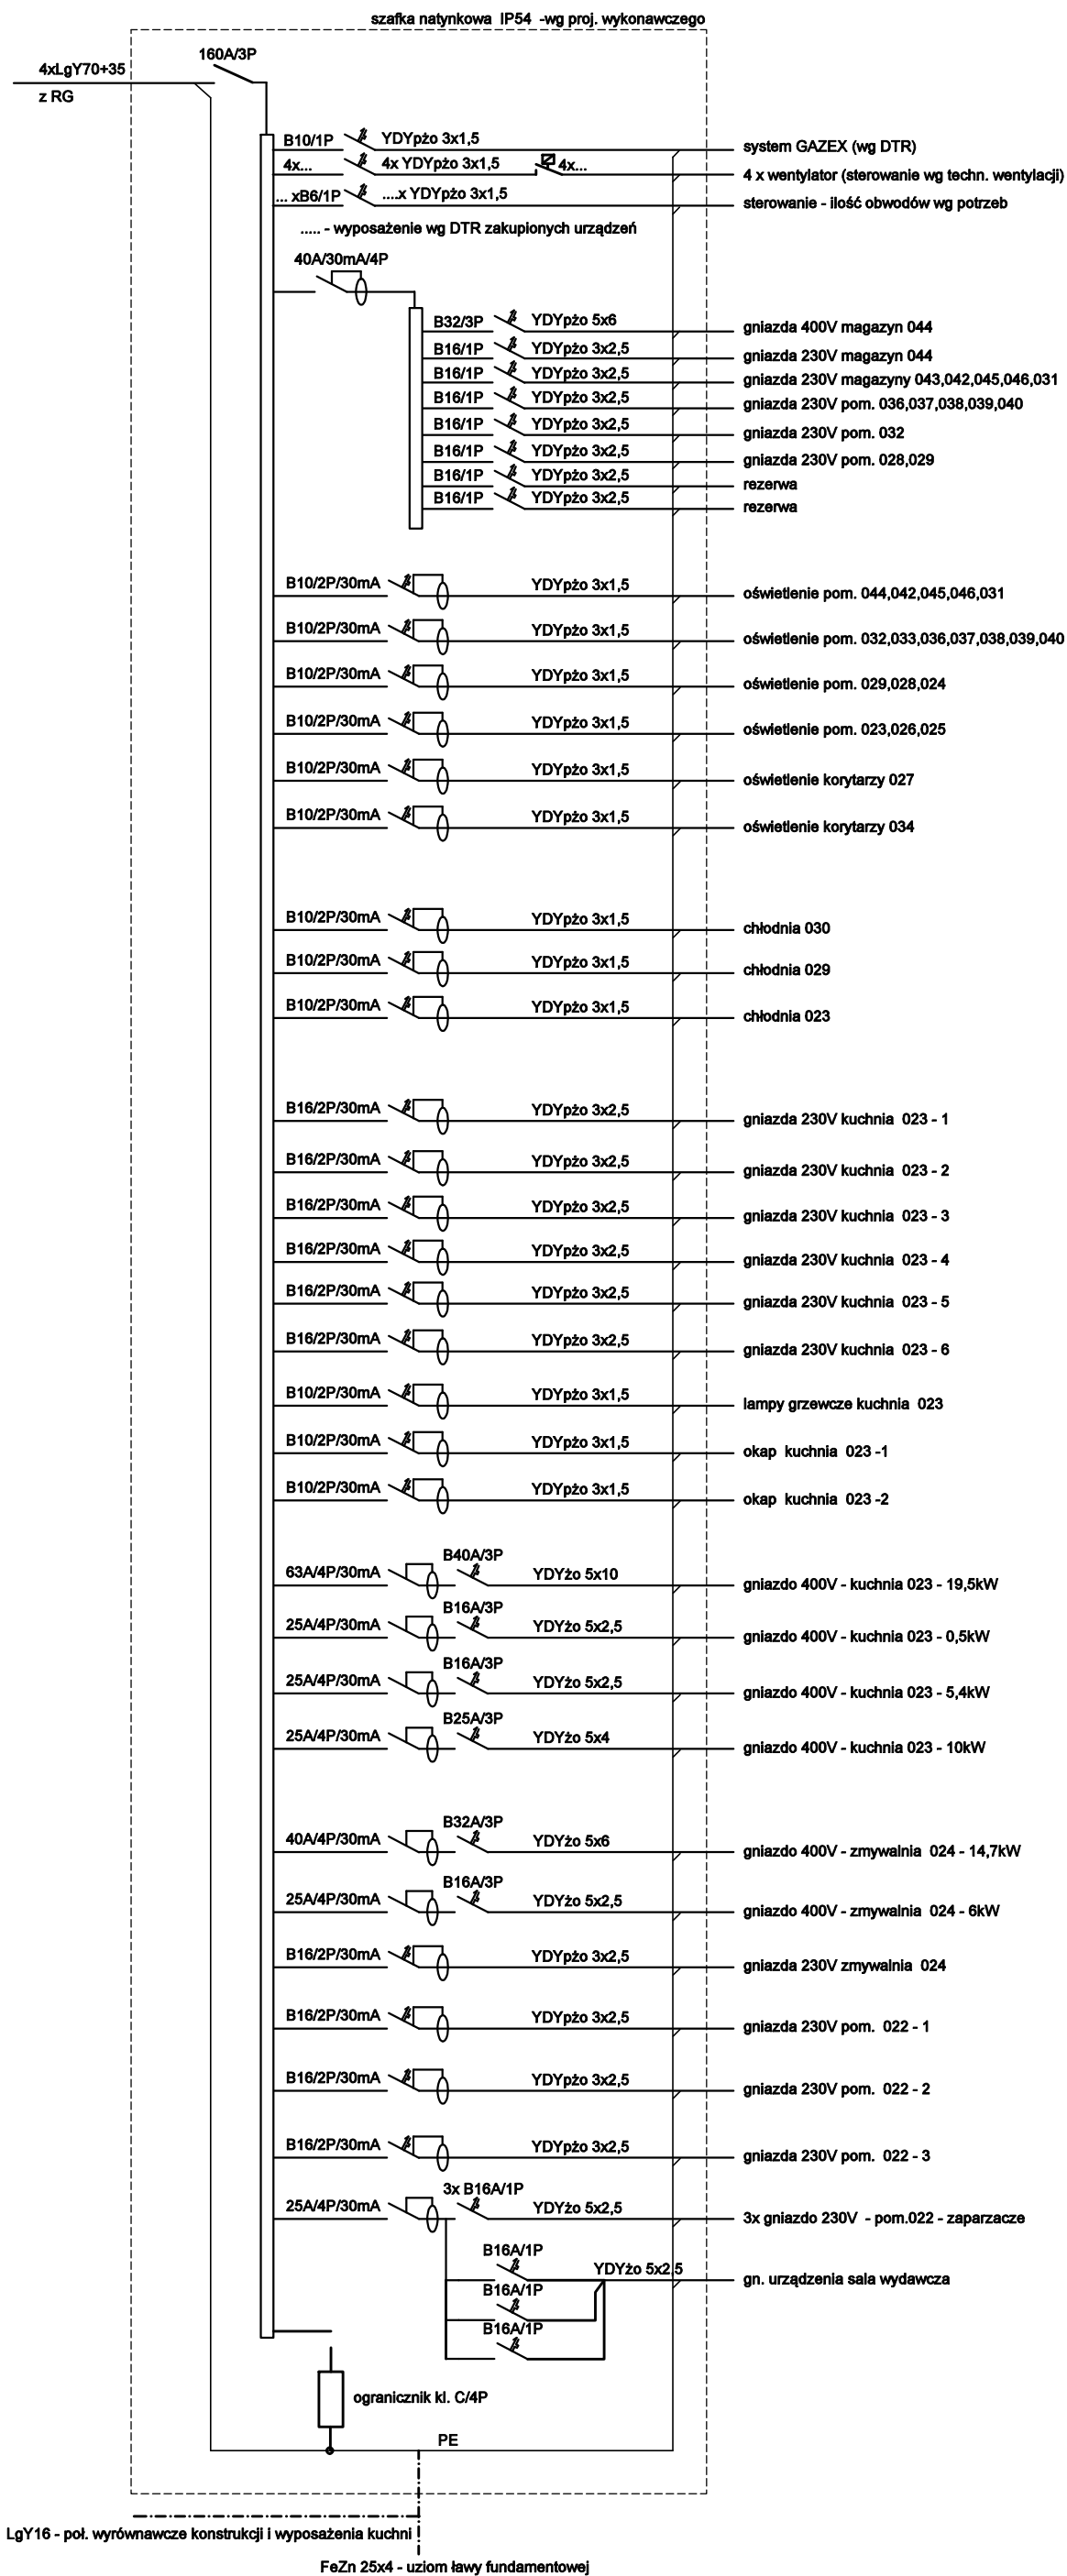 szafka natynkowa IP54 -wg proj. wykonawczego
160A/3P
4xLgY70+35
z RG
B10/1P YDYpżo 3x1,5 system GAZEX (wg DTR)
4x... 4x YDYpżo 3x1,5 4x... 4 x wentylator (sterowanie wg techn. wentylacji)
... xB6/1P ....x YDYpżo 3x1,5 sterowanie - ilość obwodów wg potrzeb
..... - wyposażenie wg DTR zakupionych urządzeń
40A/30mA/4P
B32/3P YDYpżo 5x6 gniazda 400V magazyn 044
B16/1P YDYpżo 3x2,5 gniazda 230V magazyn 044
B16/1P YDYpżo 3x2,5 gniazda 230V magazyny 043,042,045,046,031
B16/1P YDYpżo 3x2,5 gniazda 230V pom. 036,037,038,039,040
B16/1P YDYpżo 3x2,5 gniazda 230V pom. 032
B16/1P YDYpżo 3x2,5 gniazda 230V pom. 028,029
B16/1P YDYpżo 3x2,5 rezerwa
B16/1P YDYpżo 3x2,5 rezerwa
B10/2P/30mA YDYpżo 3x1,5 oświetlenie pom. 044,042,045,046,031
B10/2P/30mA YDYpżo 3x1,5 oświetlenie pom. 032,033,036,037,038,039,040
B10/2P/30mA YDYpżo 3x1,5 oświetlenie pom. 029,028,024
B10/2P/30mA YDYpżo 3x1,5 oświetlenie pom. 023,026,025
B10/2P/30mA YDYpżo 3x1,5 oświetlenie korytarzy 027
B10/2P/30mA YDYpżo 3x1,5 oświetlenie korytarzy 034
B10/2P/30mA YDYpżo 3x1,5 chłodnia 030
B10/2P/30mA YDYpżo 3x1,5 chłodnia 029
B10/2P/30mA YDYpżo 3x1,5 chłodnia 023
B16/2P/30mA YDYpżo 3x2,5 gniazda 230V kuchnia 023 - 1
B16/2P/30mA YDYpżo 3x2,5 gniazda 230V kuchnia 023 - 2
B16/2P/30mA YDYpżo 3x2,5 gniazda 230V kuchnia 023 - 3
B16/2P/30mA YDYpżo 3x2,5 gniazda 230V kuchnia 023 - 4
B16/2P/30mA YDYpżo 3x2,5 gniazda 230V kuchnia 023 - 5
B16/2P/30mA YDYpżo 3x2,5 gniazda 230V kuchnia 023 - 6
B10/2P/30mA YDYpżo 3x1,5 lampy grzewcze kuchnia 023
B10/2P/30mA YDYpżo 3x1,5 okap kuchnia 023 -1
B10/2P/30mA YDYpżo 3x1,5 okap kuchnia 023 -2
63A/4P/30mA B40A/3P YDYżo 5x10 gniazdo 400V - kuchnia 023 - 19,5kW
25A/4P/30mA B16A/3P YDYżo 5x2,5 gniazdo 400V - kuchnia 023 - 0,5kW
25A/4P/30mA B16A/3P YDYżo 5x2,5 gniazdo 400V - kuchnia 023 - 5,4kW
25A/4P/30mA B25A/3P YDYżo 5x4 gniazdo 400V - kuchnia 023 - 10kW
40A/4P/30mA B32A/3P YDYżo 5x6 gniazdo 400V - zmywalnia 024 - 14,7kW
25A/4P/30mA B16A/3P YDYżo 5x2,5 gniazdo 400V - zmywalnia 024 - 6kW
B16/2P/30mA YDYpżo 3x2,5 gniazda 230V zmywalnia 024
B16/2P/30mA YDYpżo 3x2,5 gniazda 230V pom. 022 - 1
B16/2P/30mA YDYpżo 3x2,5 gniazda 230V pom. 022 - 2
B16/2P/30mA YDYpżo 3x2,5 gniazda 230V pom. 022 - 3
25A/4P/30mA 3x B16A/1P YDYżo 5x2,5 3x gniazdo 230V - pom.022 - zaparzacze
B16A/1P YDYżo 5x2,5 gn. urządzenia sala wydawcza
B16A/1P
B16A/1P
ogranicznik kl. C/4P
PE
LgY16 - poł. wyrównawcze konstrukcji i wyposażenia kuchni
FeZn 25x4 - uziom ławy fundamentowej